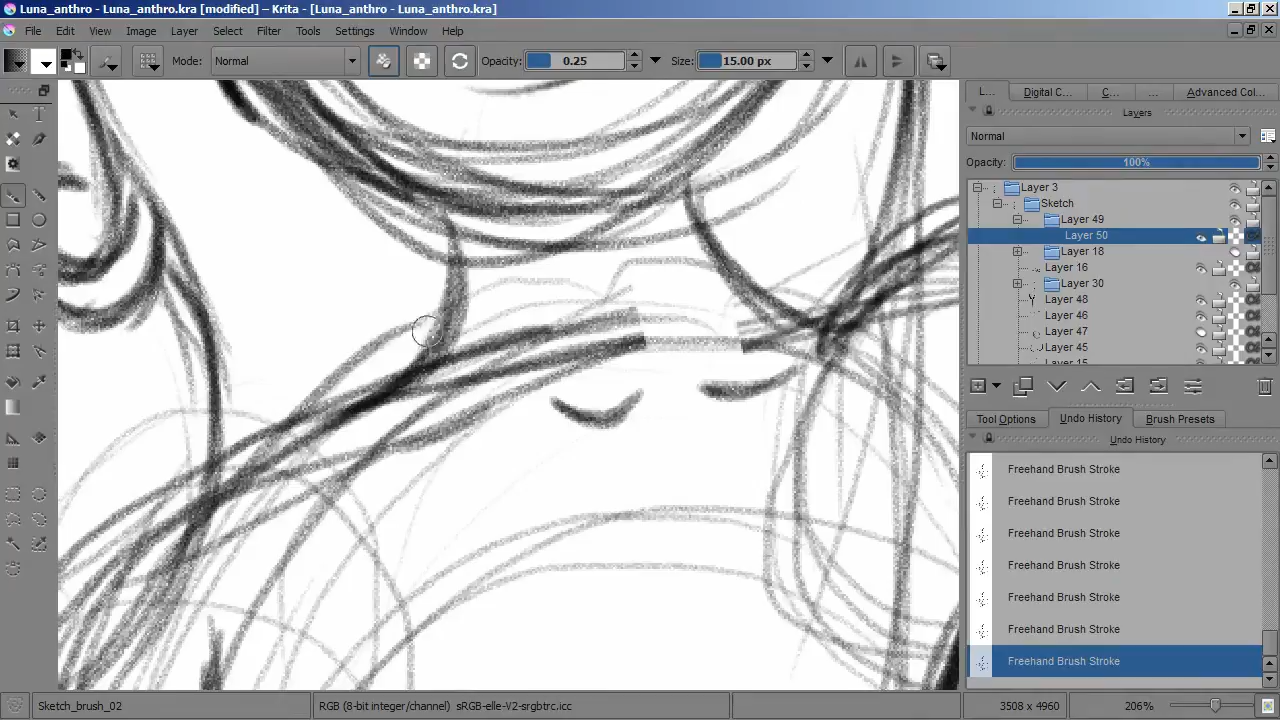 Luna_anthro - Luna_anthro.kra [modified] – Krita - [Luna_anthro - Luna_anthro.kra]
File Edit View Image Layer Select Filter Tools Settings Window Help
Mode: Normal Opacity: 0.25 Size: 15.00 px
L... Digital C... C... ... Advanced Col...
Layers
Normal
Opacity: 100%
Layer 3
Sketch
Layer 49
Layer 50
Layer 18
Layer 16
Layer 30
Layer 48
Layer 46
Layer 47
Layer 45
Tool Options Undo History Brush Presets
Undo History
Freehand Brush Stroke
Freehand Brush Stroke
Freehand Brush Stroke
Freehand Brush Stroke
Freehand Brush Stroke
Freehand Brush Stroke
Freehand Brush Stroke
Sketch_brush_02 RGB (8-bit integer/channel) sRGB-elle-V2-srgbtrc.icc 3508 x 4960 206%